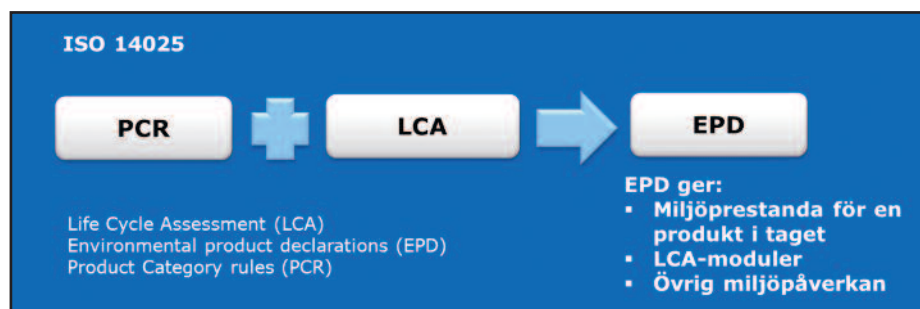 ISO 14025
PCR
LCA
EPD
Life Cycle Assessment (LCA)
Environmental product declarations (EPD)
Product Category rules (PCR)
EPD ger:
▪ Miljöprestanda för en
produkt i taget
▪ LCA-moduler
▪ Övrig miljöpåverkan